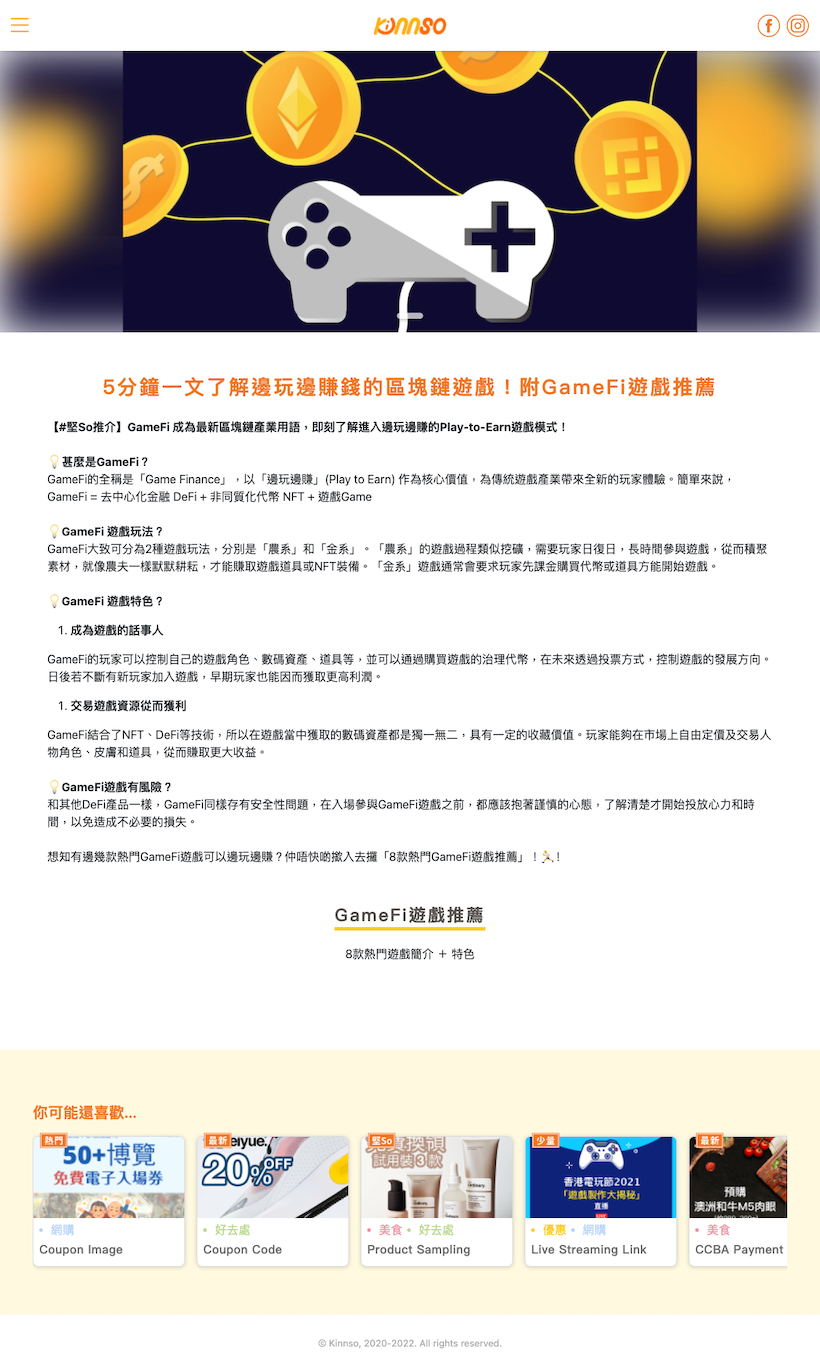 Kinnso
5分鐘一文了解邊玩邊賺錢的區塊鏈遊戲！附GameFi遊戲推薦
【#堅So推介】GameFi 成為最新區塊鏈產業用語，即刻了解進入邊玩邊賺的Play-to-Earn遊戲模式！
💡甚麼是GameFi？
GameFi的全稱是「Game Finance」，以「邊玩邊賺」(Play to Earn) 作為核心價值，為傳統遊戲產業帶來全新的玩家體驗。簡單來說，
GameFi = 去中心化金融 DeFi + 非同質化代幣 NFT + 遊戲Game
💡GameFi 遊戲玩法？
GameFi大致可分為2種遊戲玩法，分別是「農系」和「金系」。「農系」的遊戲過程類似挖礦，需要玩家日復日，長時間參與遊戲，從而積聚
素材，就像農夫一樣默默耕耘，才能賺取遊戲道具或NFT裝備。「金系」遊戲通常會要求玩家先課金購買代幣或道具方能開始遊戲。
💡GameFi 遊戲特色？
1. 成為遊戲的話事人
GameFi的玩家可以控制自己的遊戲角色、數碼資產、道具等，並可以通過購買遊戲的治理代幣，在未來透過投票方式，控制遊戲的發展方向。
日後若不斷有新玩家加入遊戲，早期玩家也能因而獲取更高利潤。
1. 交易遊戲資源從而獲利
GameFi結合了NFT、DeFi等技術，所以在遊戲當中獲取的數碼資產都是獨一無二，具有一定的收藏價值。玩家能夠在市場上自由定價及交易人
物角色、皮膚和道具，從而賺取更大收益。
💡GameFi遊戲有風險？
和其他DeFi產品一樣，GameFi同樣存有安全性問題，在入場參與GameFi遊戲之前，都應該抱著謹慎的心態，了解清楚才開始投放心力和時
間，以免造成不必要的損失。
想知有邊幾款熱門GameFi遊戲可以邊玩邊賺？仲唔快啲撳入去攞「8款熱門GameFi遊戲推薦」！🏃！
GameFi遊戲推薦
8款熱門遊戲簡介 ＋ 特色
你可能還喜歡...
熱門
50+博覽
免費電子入場券
• 網購
Coupon Image
最新
eiyue.
20%OFF
• 好去處
Coupon Code
堅So
免費換領
試用裝3款
• 美食 • 好去處
Product Sampling
少量
香港電玩節2021
「遊戲製作大揭秘」
直播
LIVE
• 優惠 • 網購
Live Streaming Link
最新
預購
澳洲和牛M5肉眼
• 美食
CCBA Payment
© Kinnso, 2020-2022. All rights reserved.